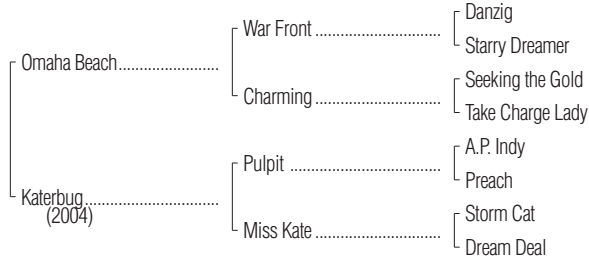 Danzig
War Front
Starry Dreamer
Omaha Beach
Seeking the Gold
Charming
Take Charge Lady
A.P. Indy
Pulpit
Preach
Katerbug
(2004)
Storm Cat
Miss Kate
Dream Deal